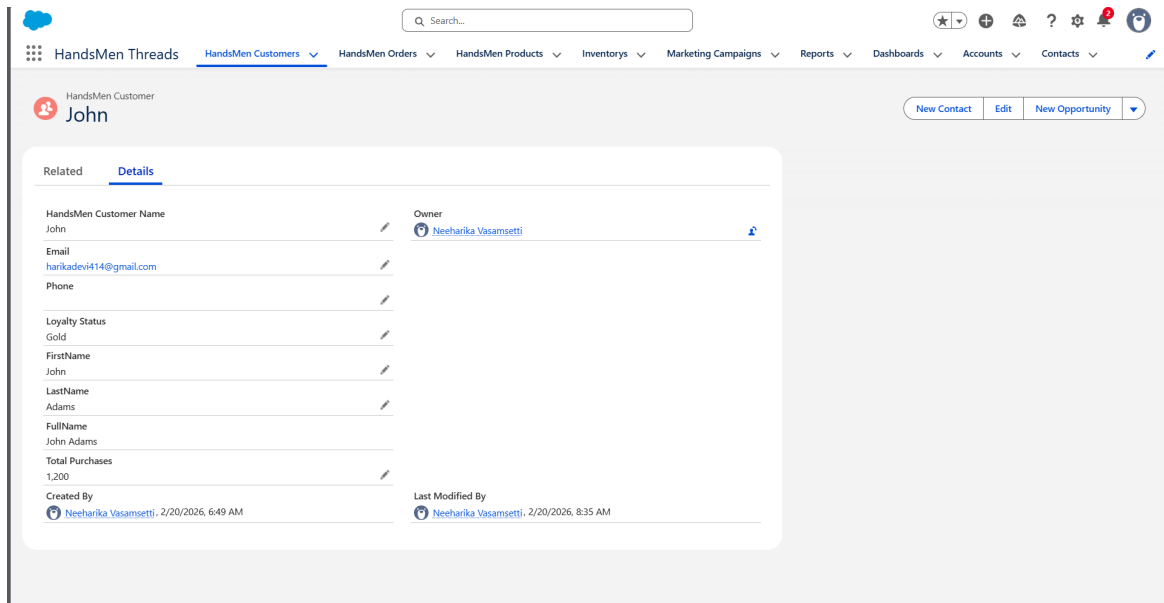 Search...
2
HandsMen Threads HandsMen Customers HandsMen Orders HandsMen Products Inventorys Marketing Campaigns Reports Dashboards Accounts Contacts
HandsMen Customer
John
New Contact Edit New Opportunity
Related Details
HandsMen Customer Name
John
Owner
Neeharika Vasamsetti
Email
harikadevi414@gmail.com
Phone
Loyalty Status
Gold
FirstName
John
LastName
Adams
FullName
John Adams
Total Purchases
1,200
Created By
Neeharika Vasamsetti, 2/20/2026, 6:49 AM
Last Modified By
Neeharika Vasamsetti, 2/20/2026, 8:35 AM